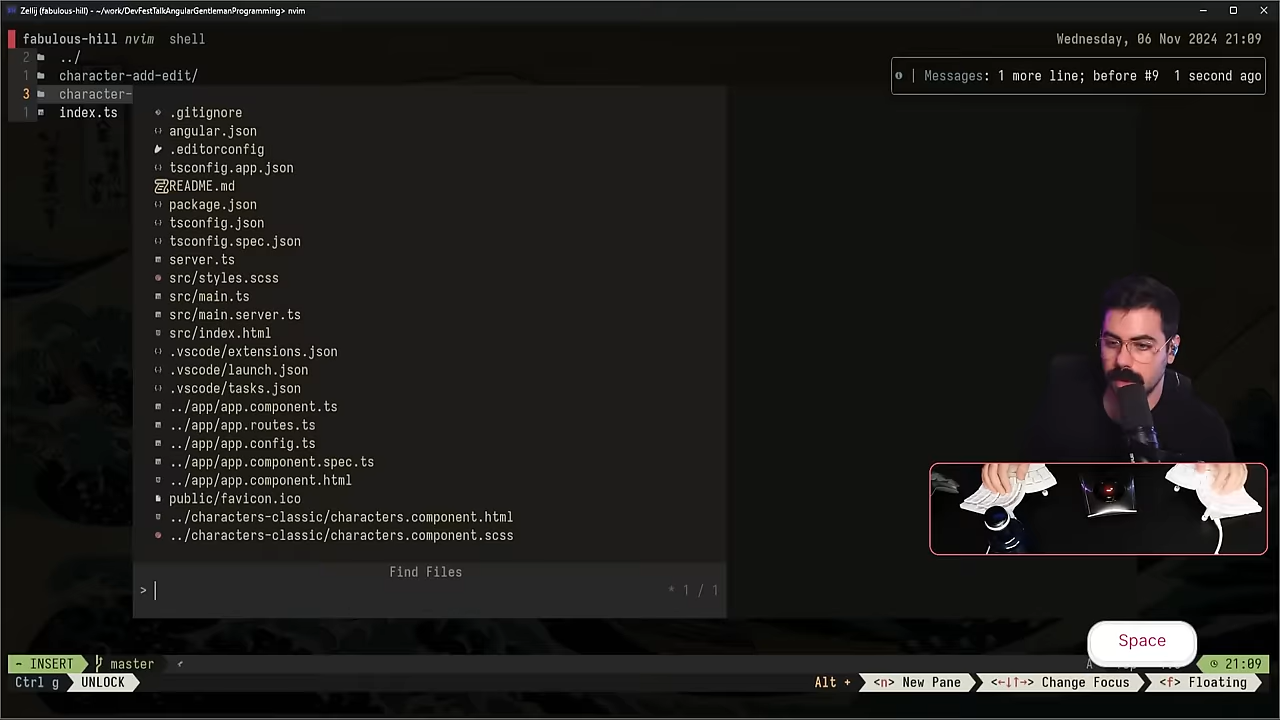 Zellij (fabulous-hill) - ~/work/DevFestTalkAngularGentlemanProgramming> nvim
fabulous-hill nvim shell
Wednesday, 06 Nov 2024 21:09
2 ../
1 character-add-edit/
3 character-
1 index.ts
Messages: 1 more line; before #9 1 second ago
.gitignore
angular.json
.editorconfig
tsconfig.app.json
README.md
package.json
tsconfig.json
tsconfig.spec.json
server.ts
src/styles.scss
src/main.ts
src/main.server.ts
src/index.html
.vscode/extensions.json
.vscode/launch.json
.vscode/tasks.json
../app/app.component.ts
../app/app.routes.ts
../app/app.config.ts
../app/app.component.spec.ts
../app/app.component.html
public/favicon.ico
../characters-classic/characters.component.html
../characters-classic/characters.component.scss
Find Files
> * 1 / 1
Space
- INSERT master
21:09
Ctrl g UNLOCK
Alt + <n> New Pane <←↓↑→> Change Focus <f> Floating